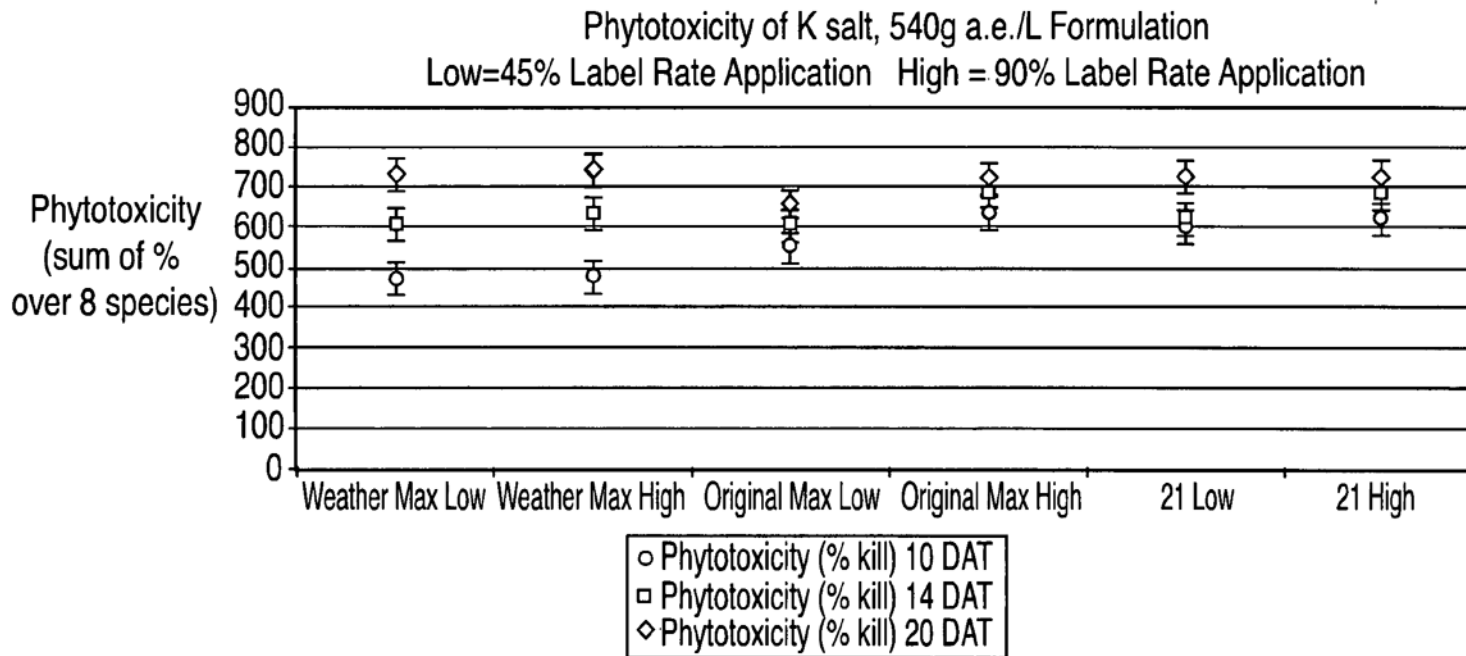 Phytotoxicity of K salt, 540g a.e./L Formulation
Low=45% Label Rate Application High = 90% Label Rate Application
Phytotoxicity
(sum of %
over 8 species)
900
800
700
600
500
400
300
200
100
0
Weather Max Low Weather Max High Original Max Low Original Max High 21 Low 21 High
Phytotoxicity (% kill) 10 DAT
Phytotoxicity (% kill) 14 DAT
Phytotoxicity (% kill) 20 DAT